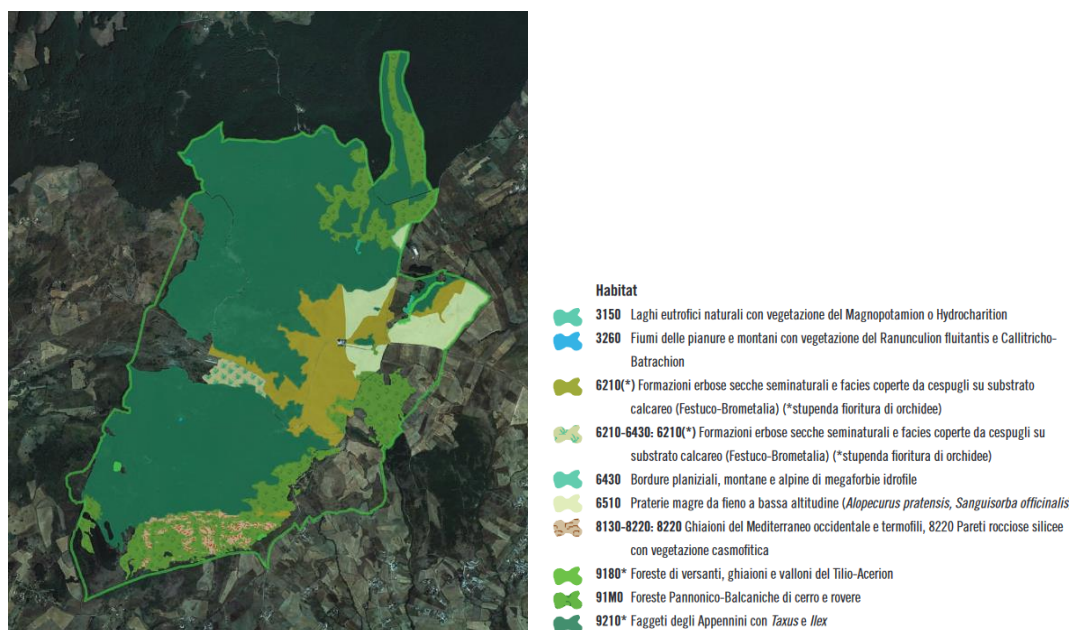 Habitat
3150 Laghi eutrofici naturali con vegetazione del Magnopotamion o Hydrocharition
3260 Fiumi delle pianure e montani con vegetazione del Ranunculion fluitantis e Callitricho-
Batrachion
6210(*) Formazioni erbose secche seminaturali e facies coperte da cespugli su substrato
calcareo (Festuco-Brometalia) (*stupenda fioritura di orchidee)
6210-6430: 6210(*) Formazioni erbose secche seminaturali e facies coperte da cespugli su
substrato calcareo (Festuco-Brometalia) (*stupenda fioritura di orchidee)
6430 Bordure planiziali, montane e alpine di megaforbie idrofile
6510 Praterie magre da fieno a bassa altitudine (Alopecurus pratensis, Sanguisorba officinalis
8130-8220: 8220 Ghiaioni del Mediterraneo occidentale e termofili, 8220 Pareti rocciose silicee
con vegetazione casmofitica
9180* Foreste di versanti, ghiaioni e valloni del Tilio-Acerion
91M0 Foreste Pannonico-Balcaniche di cerro e rovere
9210* Faggeti degli Appennini con Taxus e Ilex